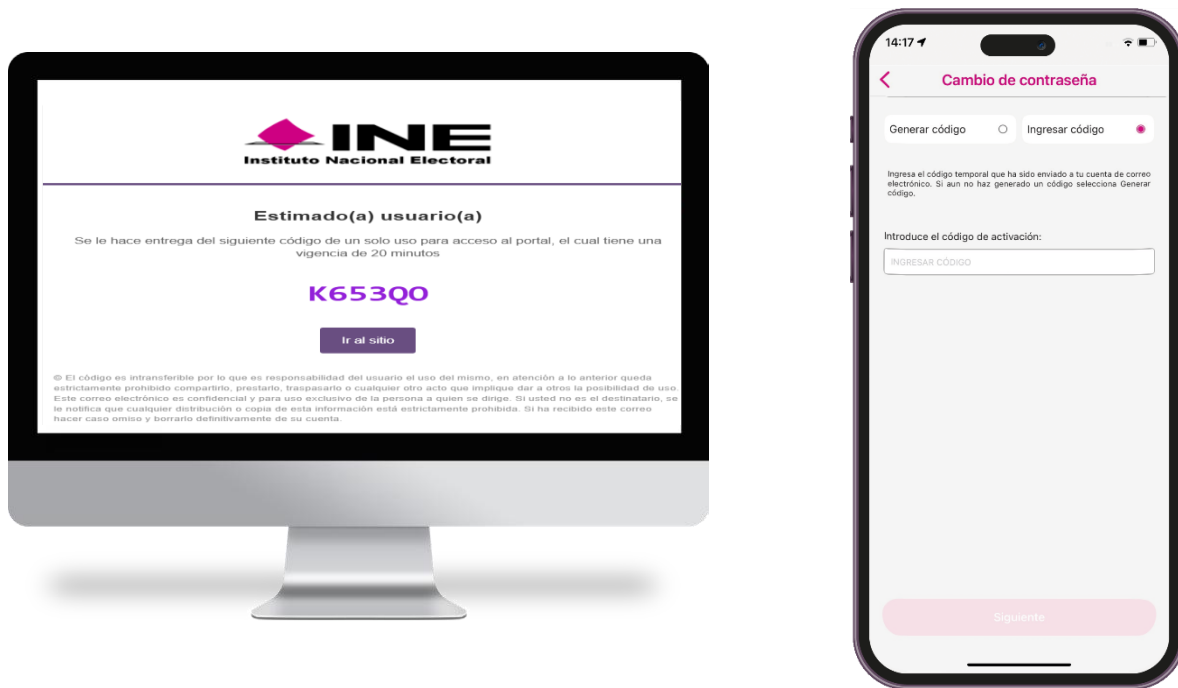 INE
Instituto Nacional Electoral
Estimado(a) usuario(a)
Se le hace entrega del siguiente código de un solo uso para acceso al portal, el cual tiene una
vigencia de 20 minutos
K653QO
Ir al sitio
© El código es intransferible por lo que es responsabilidad del usuario el uso del mismo, en atención a lo anterior queda
estrictamente prohibido compartirlo, prestarlo, traspasarlo o cualquier otro acto que implique dar a otros la posibilidad de uso.
Este correo electrónico es confidencial y para uso exclusivo de la persona a quien se dirige. Si usted no es el destinatario, se
le notifica que cualquier distribución o copia de esta información está estrictamente prohibida. Si ha recibido este correo
hacer caso omiso y borrarlo definitivamente de su cuenta.
14:17
Cambio de contraseña
Generar código
Ingresar código
Ingresa el código temporal que ha sido enviado a tu cuenta de correo
electrónico. Si aun no haz generado un código selecciona Generar
código.
Introduce el código de activación:
INGRESAR CÓDIGO
Siguiente